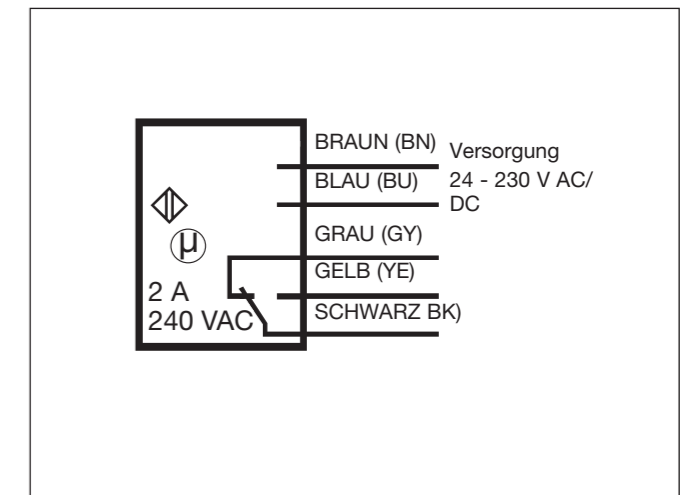 BRAUN (BN)
Versorgung
BLAU (BU)
24 - 230 V AC/
DC
GRAU (GY)
µ
GELB (YE)
2 A
SCHWARZ BK)
240 VAC